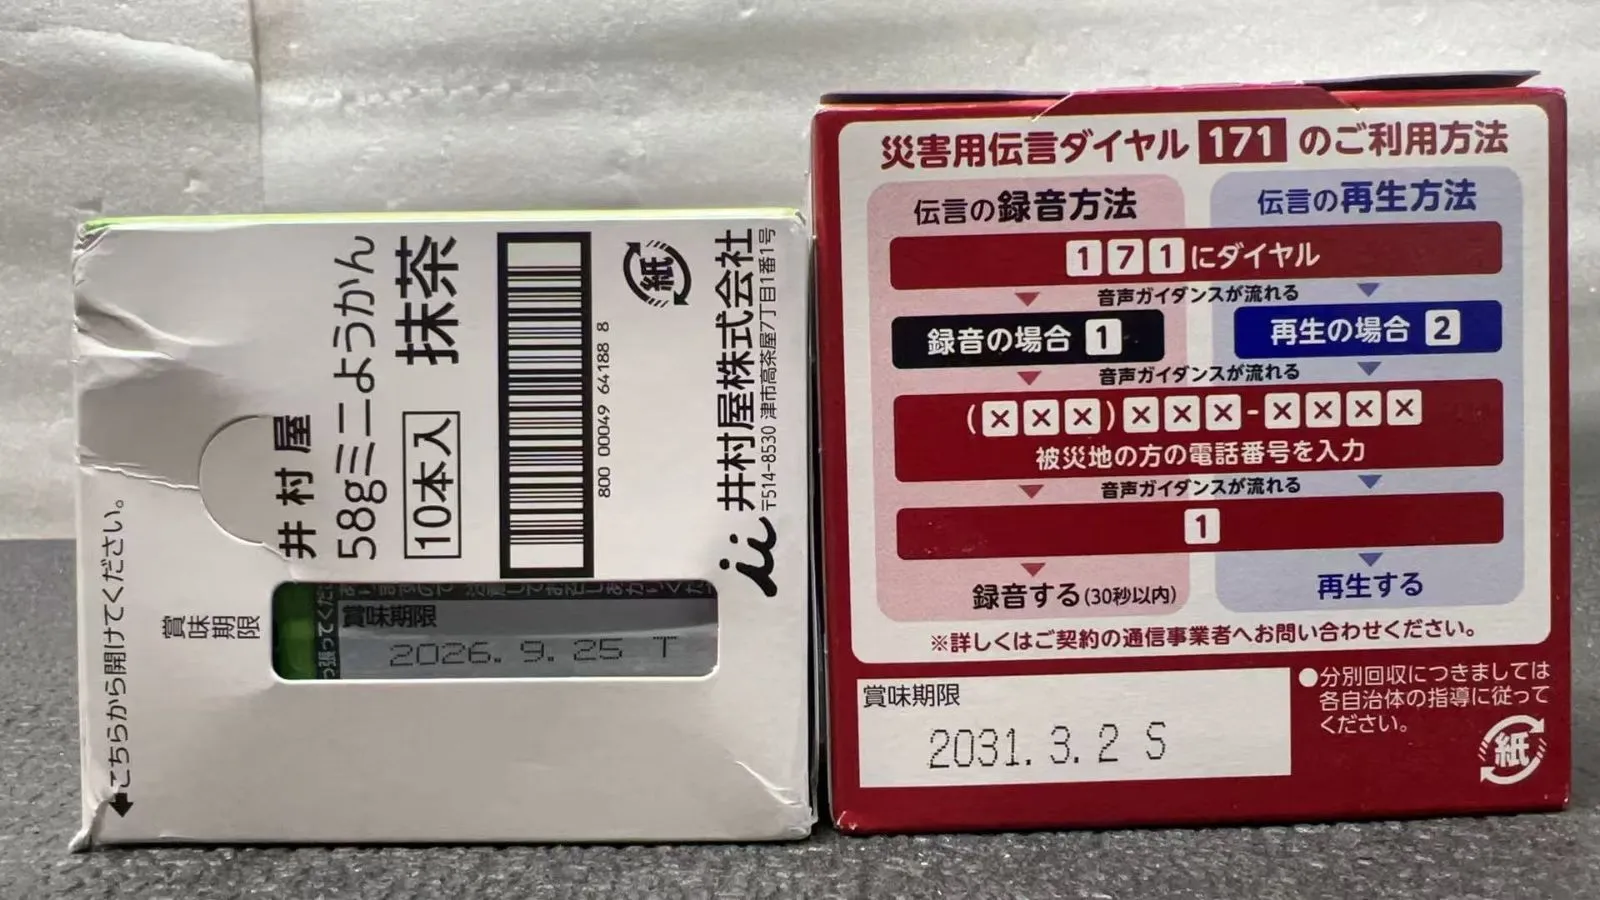 井村屋
58gミニようかん
抹茶
10本入
800 00049 64188 8
紙
井村屋株式会社
〒514-8530 津市高茶屋7丁目1番1号
こちらから開けてください。
賞味期限
賞味期限
2026. 9. 25 T
災害用伝言ダイヤル 171 のご利用方法
伝言の録音方法
伝言の再生方法
171にダイヤル
音声ガイダンスが流れる
録音の場合 1
再生の場合 2
音声ガイダンスが流れる
(×××)×××-××××
被災地の方の電話番号を入力
音声ガイダンスが流れる
1
録音する(30秒以内)
再生する
※詳しくはご契約の通信事業者へお問い合わせください。
賞味期限
2031. 3. 2 S
●分別回収につきましては
各自治体の指導に従って
ください。
紙